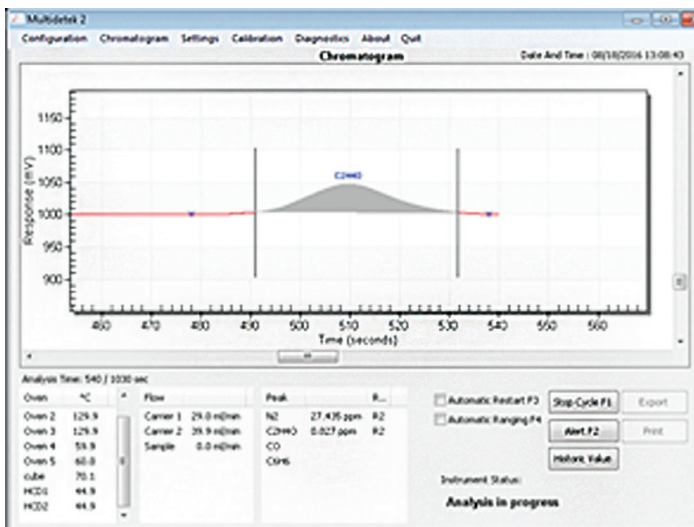 Multidetek 2
Configuration Chromatogram Settings Calibration Diagnostics About Quit
Chromatogram Date And Time : 08/18/2016 13:08:43
1150
1100
1050
1000
950
900
Response (mV)
C2H4O
460 470 480 490 500 510 520 530 540 550 560
Time (seconds)
Analysis Time: 540 / 1030 sec
Oven °C
Oven 2 129.9
Oven 3 129.9
Oven 4 59.9
Oven 5 60.0
cube 70.1
HCD1 44.9
HCD2 44.9
Flow
Carrier 1 29.0 ml/min
Carrier 2 39.9 ml/min
Sample 0.0 ml/min
Peak R...
N2 27.435 ppm R2
C2H4O 0.027 ppm R2
CO
C6H6
Automatic Restart F3
Automatic Ranging F4
Stop Cycle F1 Export
Alert F2 Print
Historic Value
Instrument Status:
Analysis in progress